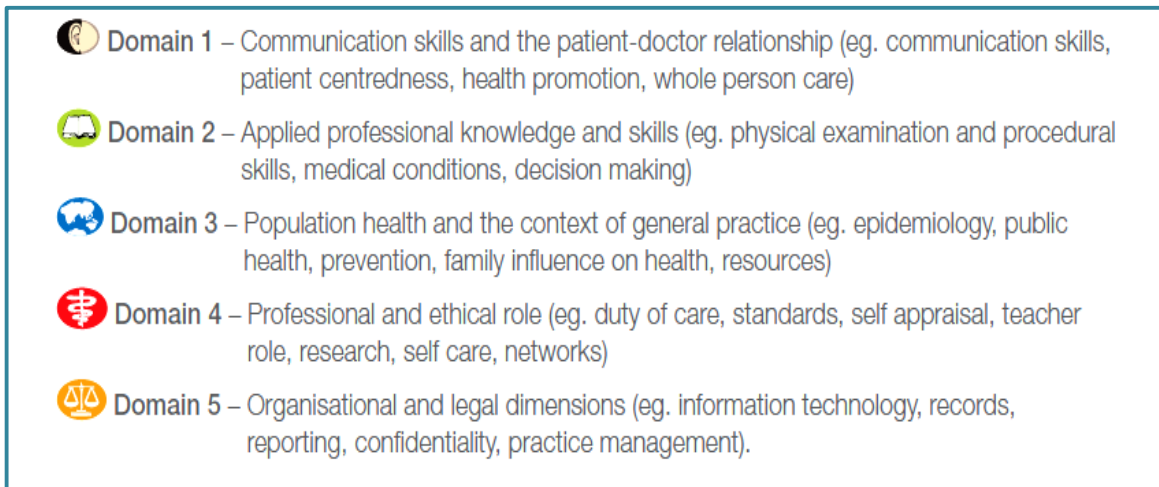 Domain 1 – Communication skills and the patient-doctor relationship (eg. communication skills,
patient centredness, health promotion, whole person care)
Domain 2 – Applied professional knowledge and skills (eg. physical examination and procedural
skills, medical conditions, decision making)
Domain 3 – Population health and the context of general practice (eg. epidemiology, public
health, prevention, family influence on health, resources)
Domain 4 – Professional and ethical role (eg. duty of care, standards, self appraisal, teacher
role, research, self care, networks)
Domain 5 – Organisational and legal dimensions (eg. information technology, records,
reporting, confidentiality, practice management).